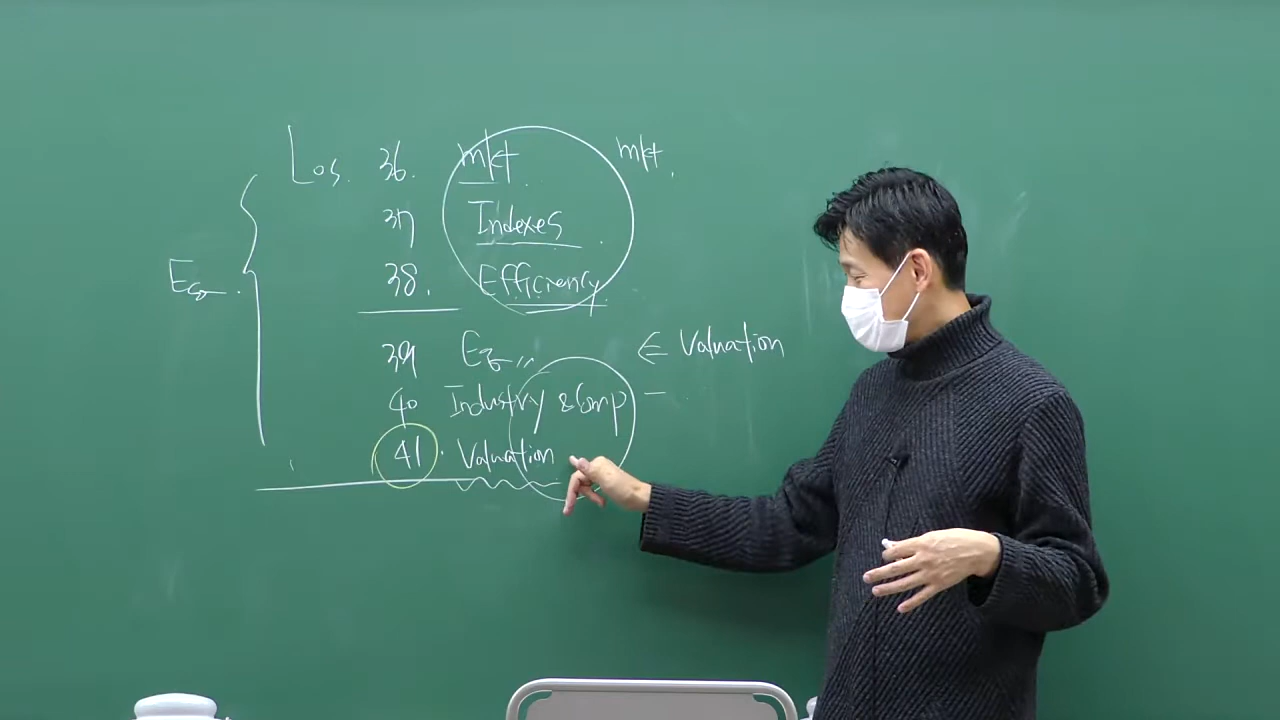 Los. 36. mkt mkt.
37 Indexes
38. Efficiency
Eq.
39 Eq,, ⇐ Valuation
40 Industry & Comp -
41. Valuation